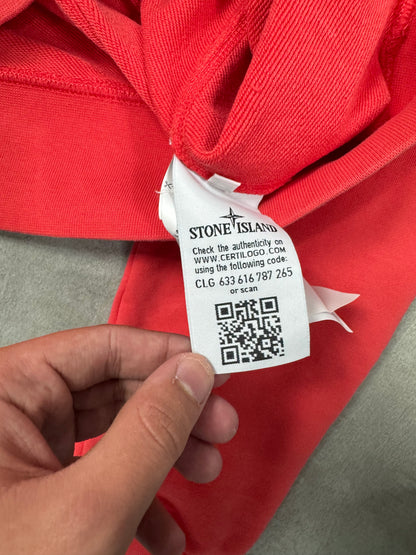 STONE ISLAND
Check the authenticity on
www.CERTILOGO.COM
using the following code:
CLG 633 616 787 265
or scan